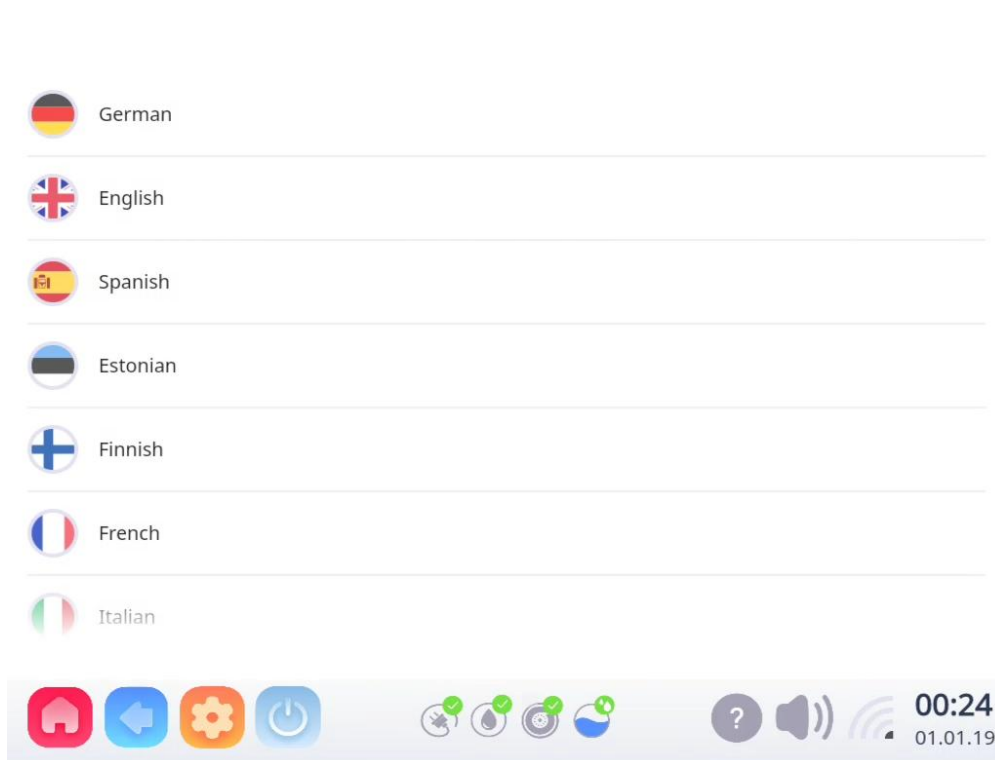 German
English
Spanish
Estonian
Finnish
French
Italian
?
00:24
01.01.19